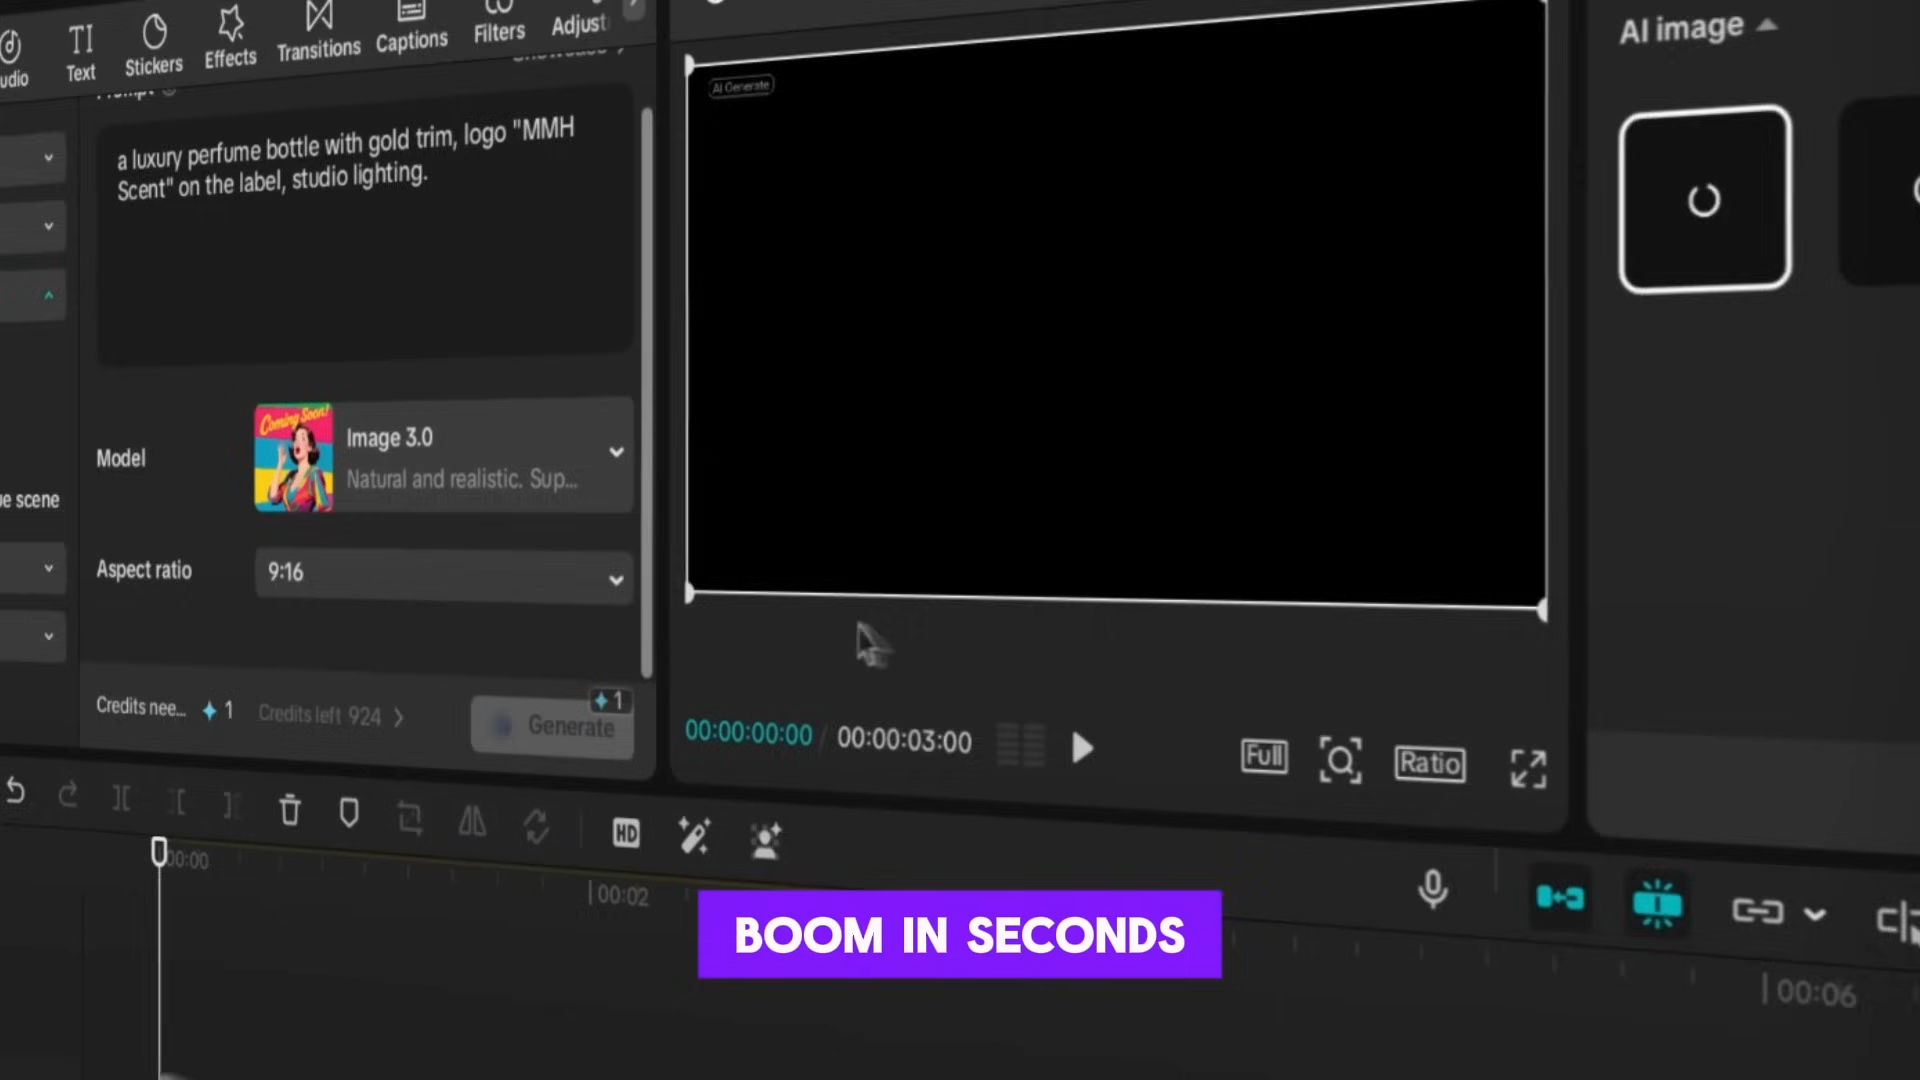 udio
Text
Stickers
Effects
Transitions
Captions
Filters
Adjust
AI image
AI Generate
a luxury perfume bottle with gold trim, logo "MMH
Scent" on the label, studio lighting.
Coming Soon!
Model
Image 3.0
Natural and realistic. Sup...
ue scene
Aspect ratio
9:16
Credits nee... 1
Credits left 924
Generate
1
00:00:00:00 / 00:00:03:00
Full
Ratio
HD
00:00
00:02
00:06
BOOM IN SECONDS